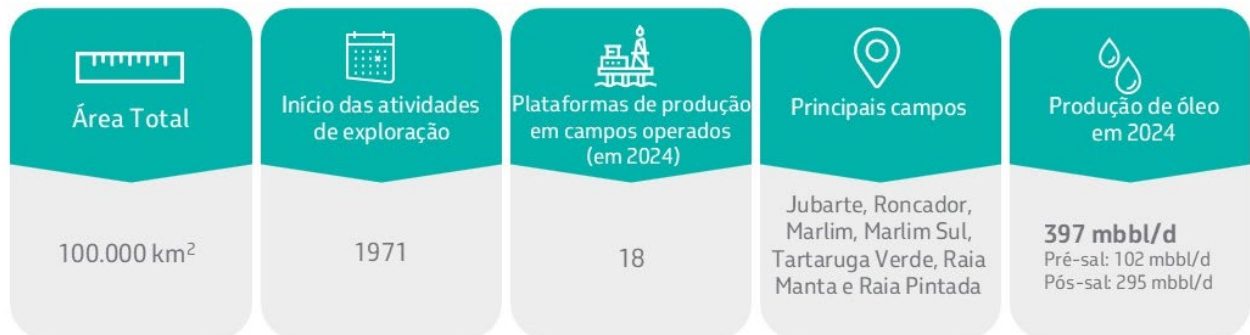 Área Total
100.000 km²
Início das atividades
de exploração
1971
Plataformas de produção
em campos operados
(em 2024)
18
Principais campos
Jubarte, Roncador,
Marlim, Marlim Sul,
Tartaruga Verde, Raia
Manta e Raia Pintada
Produção de óleo
em 2024
397 mbbl/d
Pré-sal: 102 mbbl/d
Pós-sal: 295 mbbl/d